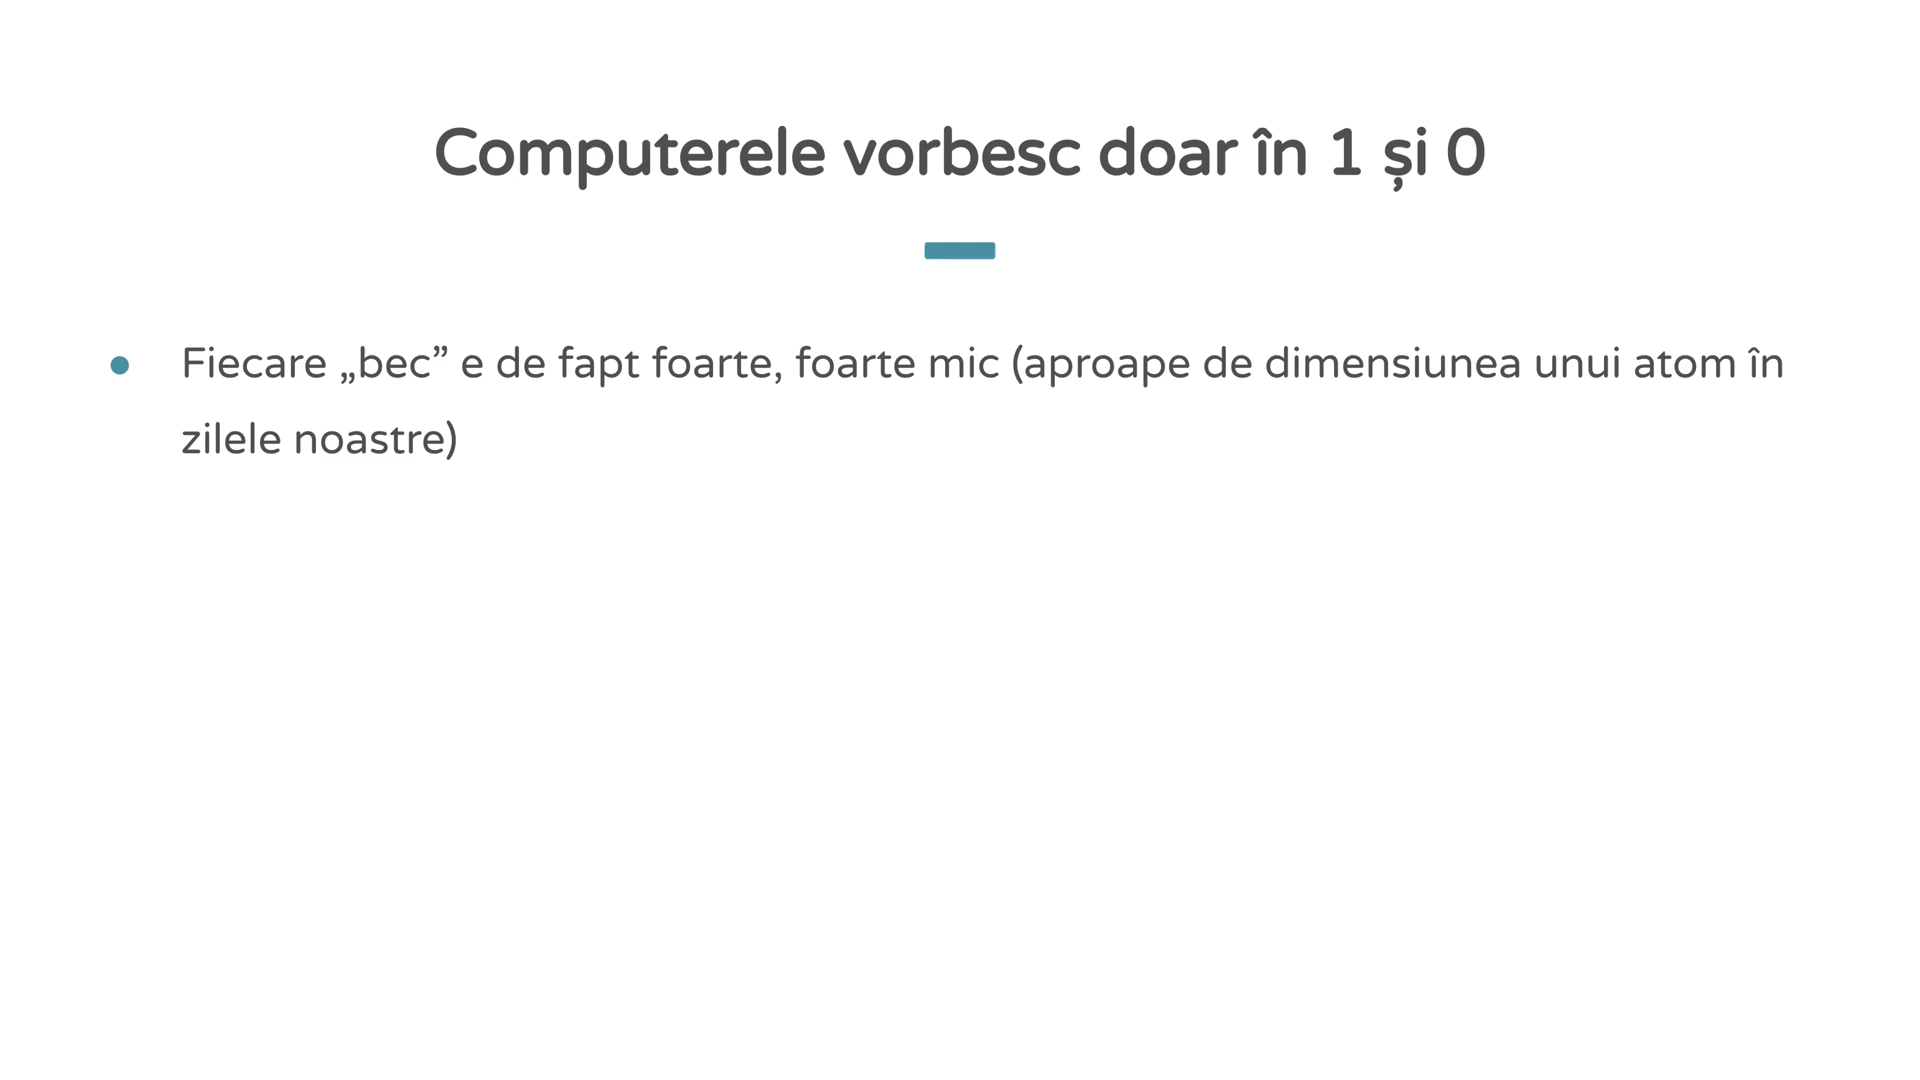 Computerele vorbesc doar în 1 și 0
Fiecare „bec” e de fapt foarte, foarte mic (aproape de dimensiunea unui atom în
zilele noastre)